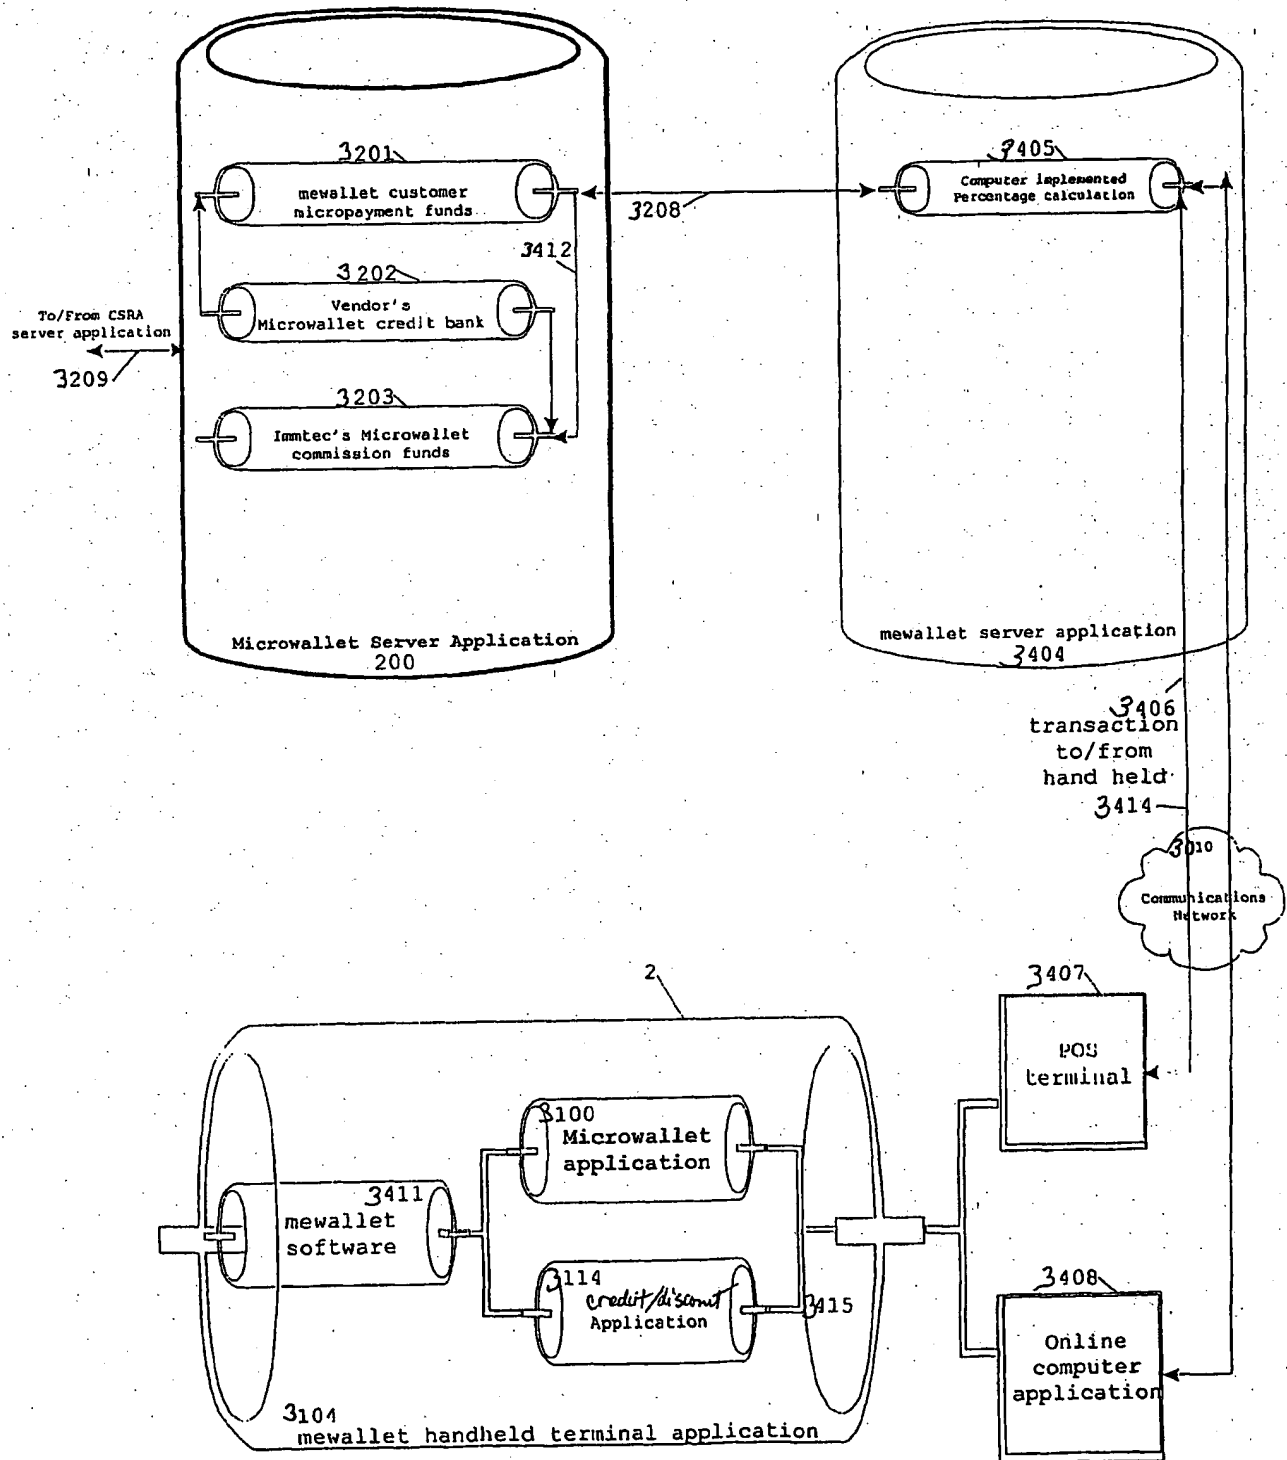 3201
mewallet customer
micropayment funds
3202
Vendor's
Microwallet credit bank
3203
Immtec's Microwallet
commission funds
3412
To/From CSRA
server application
3209
Microwallet Server Application
200
3208
3405
Computer implemented
Percentage calculation
mewallet server application
3404
3406
transaction
to/from
hand held
3414
3010
Communications
Network
2
3407
POS
terminal
3100
Microwallet
application
3411
mewallet
software
3114
credit/discount
Application
3415
3408
Online
computer
application
3104
mewallet handheld terminal application